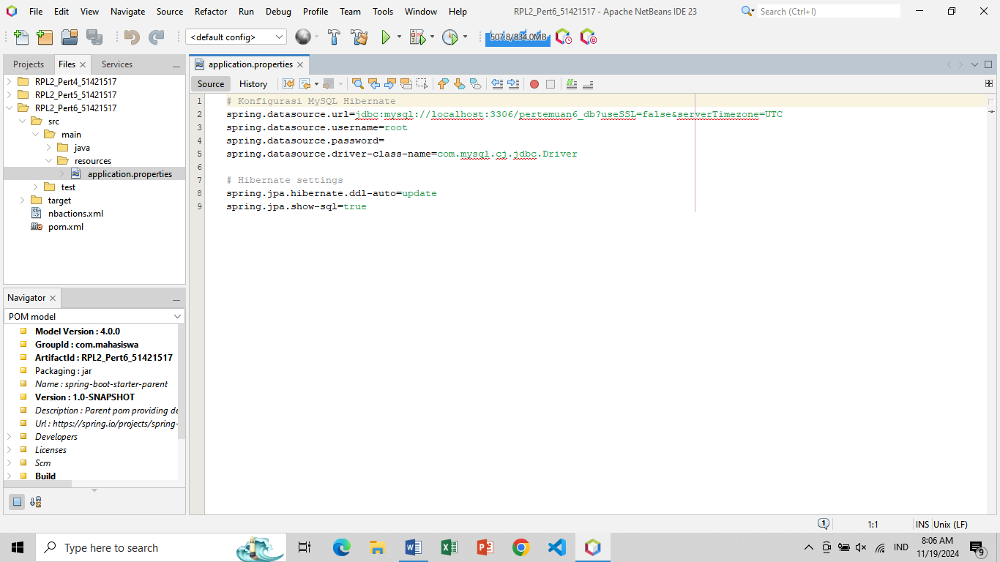 File Edit View Navigate Source Refactor Run Debug Profile Team Tools Window Help RPL2_Pert6_51421517 - Apache NetBeans IDE 23 Search (Ctrl+I)
<default config> 507.8/834.0MB
Projects Files Services
RPL2_Pert4_51421517
RPL2_Pert5_51421517
RPL2_Pert6_51421517
src
main
java
resources
application.properties
test
target
nbactions.xml
pom.xml
Navigator
POM model
Model Version : 4.0.0
GroupId : com.mahasiswa
ArtifactId : RPL2_Pert6_51421517
Packaging : jar
Name : spring-boot-starter-parent
Version : 1.0-SNAPSHOT
Description : Parent pom providing de
Url : https://spring.io/projects/spring-
Developers
Licenses
Scm
Build
application.properties
Source History
1 # Konfigurasi MySQL Hibernate
2 spring.datasource.url=jdbc:mysql://localhost:3306/pertemuan6_db?useSSL=false&serverTimezone=UTC
3 spring.datasource.username=root
4 spring.datasource.password=
5 spring.datasource.driver-class-name=com.mysql.cj.jdbc.Driver
6
7 # Hibernate settings
8 spring.jpa.hibernate.ddl-auto=update
9 spring.jpa.show-sql=true
1 1:1 INS Unix (LF)
Type here to search
IND
8:06 AM
11/19/2024
9